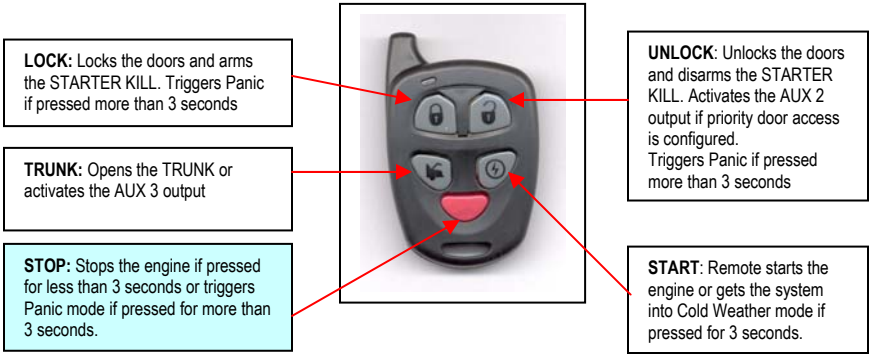 LOCK: Locks the doors and arms
the STARTER KILL. Triggers Panic
if pressed more than 3 seconds
TRUNK: Opens the TRUNK or
activates the AUX 3 output
STOP: Stops the engine if pressed
for less than 3 seconds or triggers
Panic mode if pressed for more than
3 seconds.
UNLOCK: Unlocks the doors
and disarms the STARTER
KILL. Activates the AUX 2
output if priority door access
is configured.
Triggers Panic if pressed
more than 3 seconds
START: Remote starts the
engine or gets the system
into Cold Weather mode if
pressed for 3 seconds.